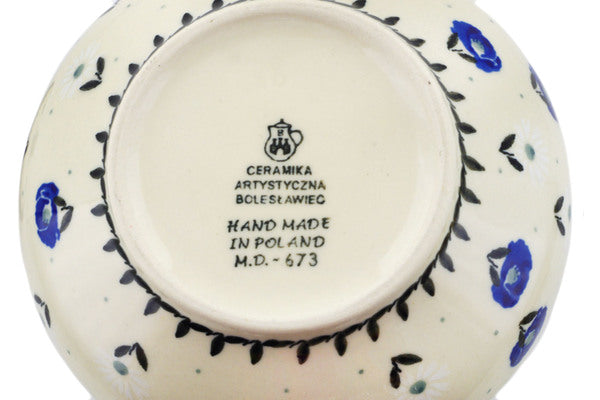 B
CERAMIKA
ARTYSTYCZNA
BOLESŁAWIEC
HAND MADE
IN POLAND
M.D. ~ 673